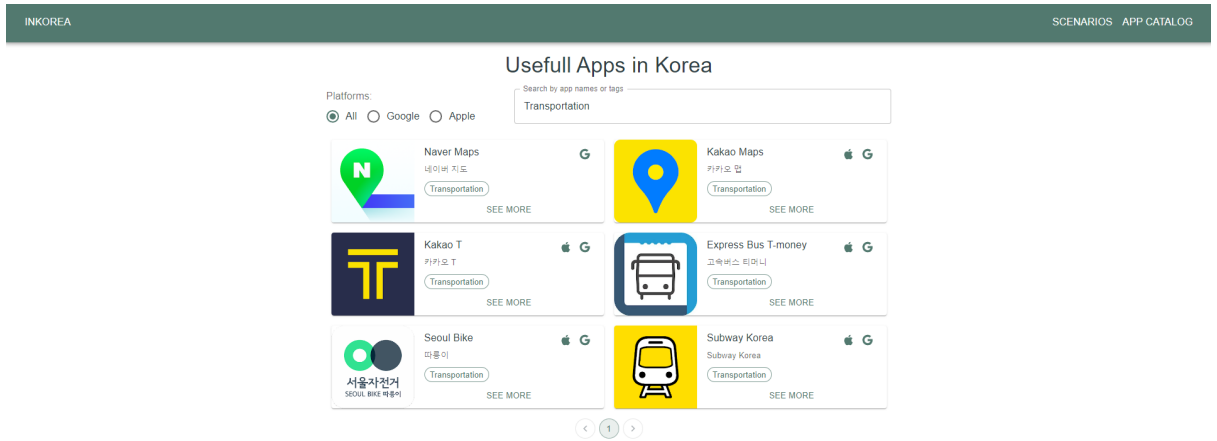 INKOREA
SCENARIOS APP CATALOG
Usefull Apps in Korea
Platforms:
All Google Apple
Search by app names or tags
Transportation
Naver Maps
네이버 지도
Transportation
SEE MORE
Kakao Maps
카카오 맵
Transportation
SEE MORE
Kakao T
카카오 T
Transportation
SEE MORE
Express Bus T-money
고속버스 티머니
Transportation
SEE MORE
서울자전거
SEOUL BIKE 따릉이
Seoul Bike
따릉이
Transportation
SEE MORE
Subway Korea
Subway Korea
Transportation
SEE MORE
1